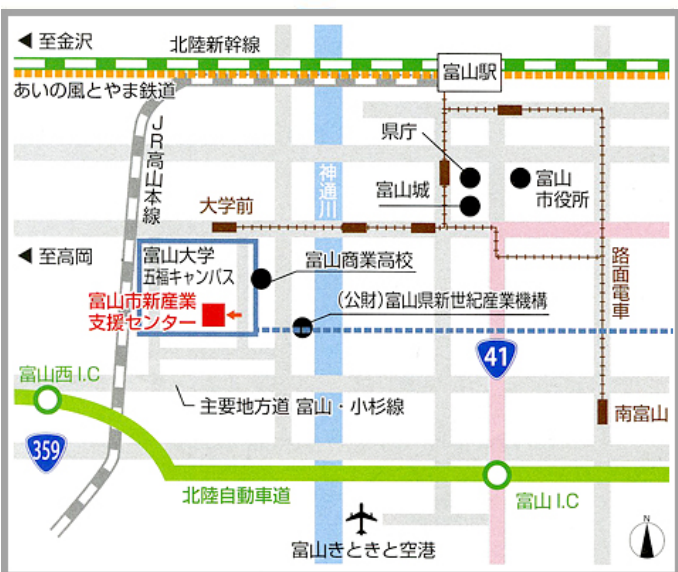 ◀ 至金沢
北陸新幹線
富山駅
あいの風とやま鉄道
JR高山本線
県庁
神通川
富山城
富山
市役所
大学前
◀ 至高岡
富山大学
五福キャンパス
富山商業高校
路面電車
富山市新産業
支援センター
(公財)富山県新世紀産業機構
41
富山西 I.C
主要地方道 富山・小杉線
南富山
359
北陸自動車道
富山 I.C
富山きときと空港
N